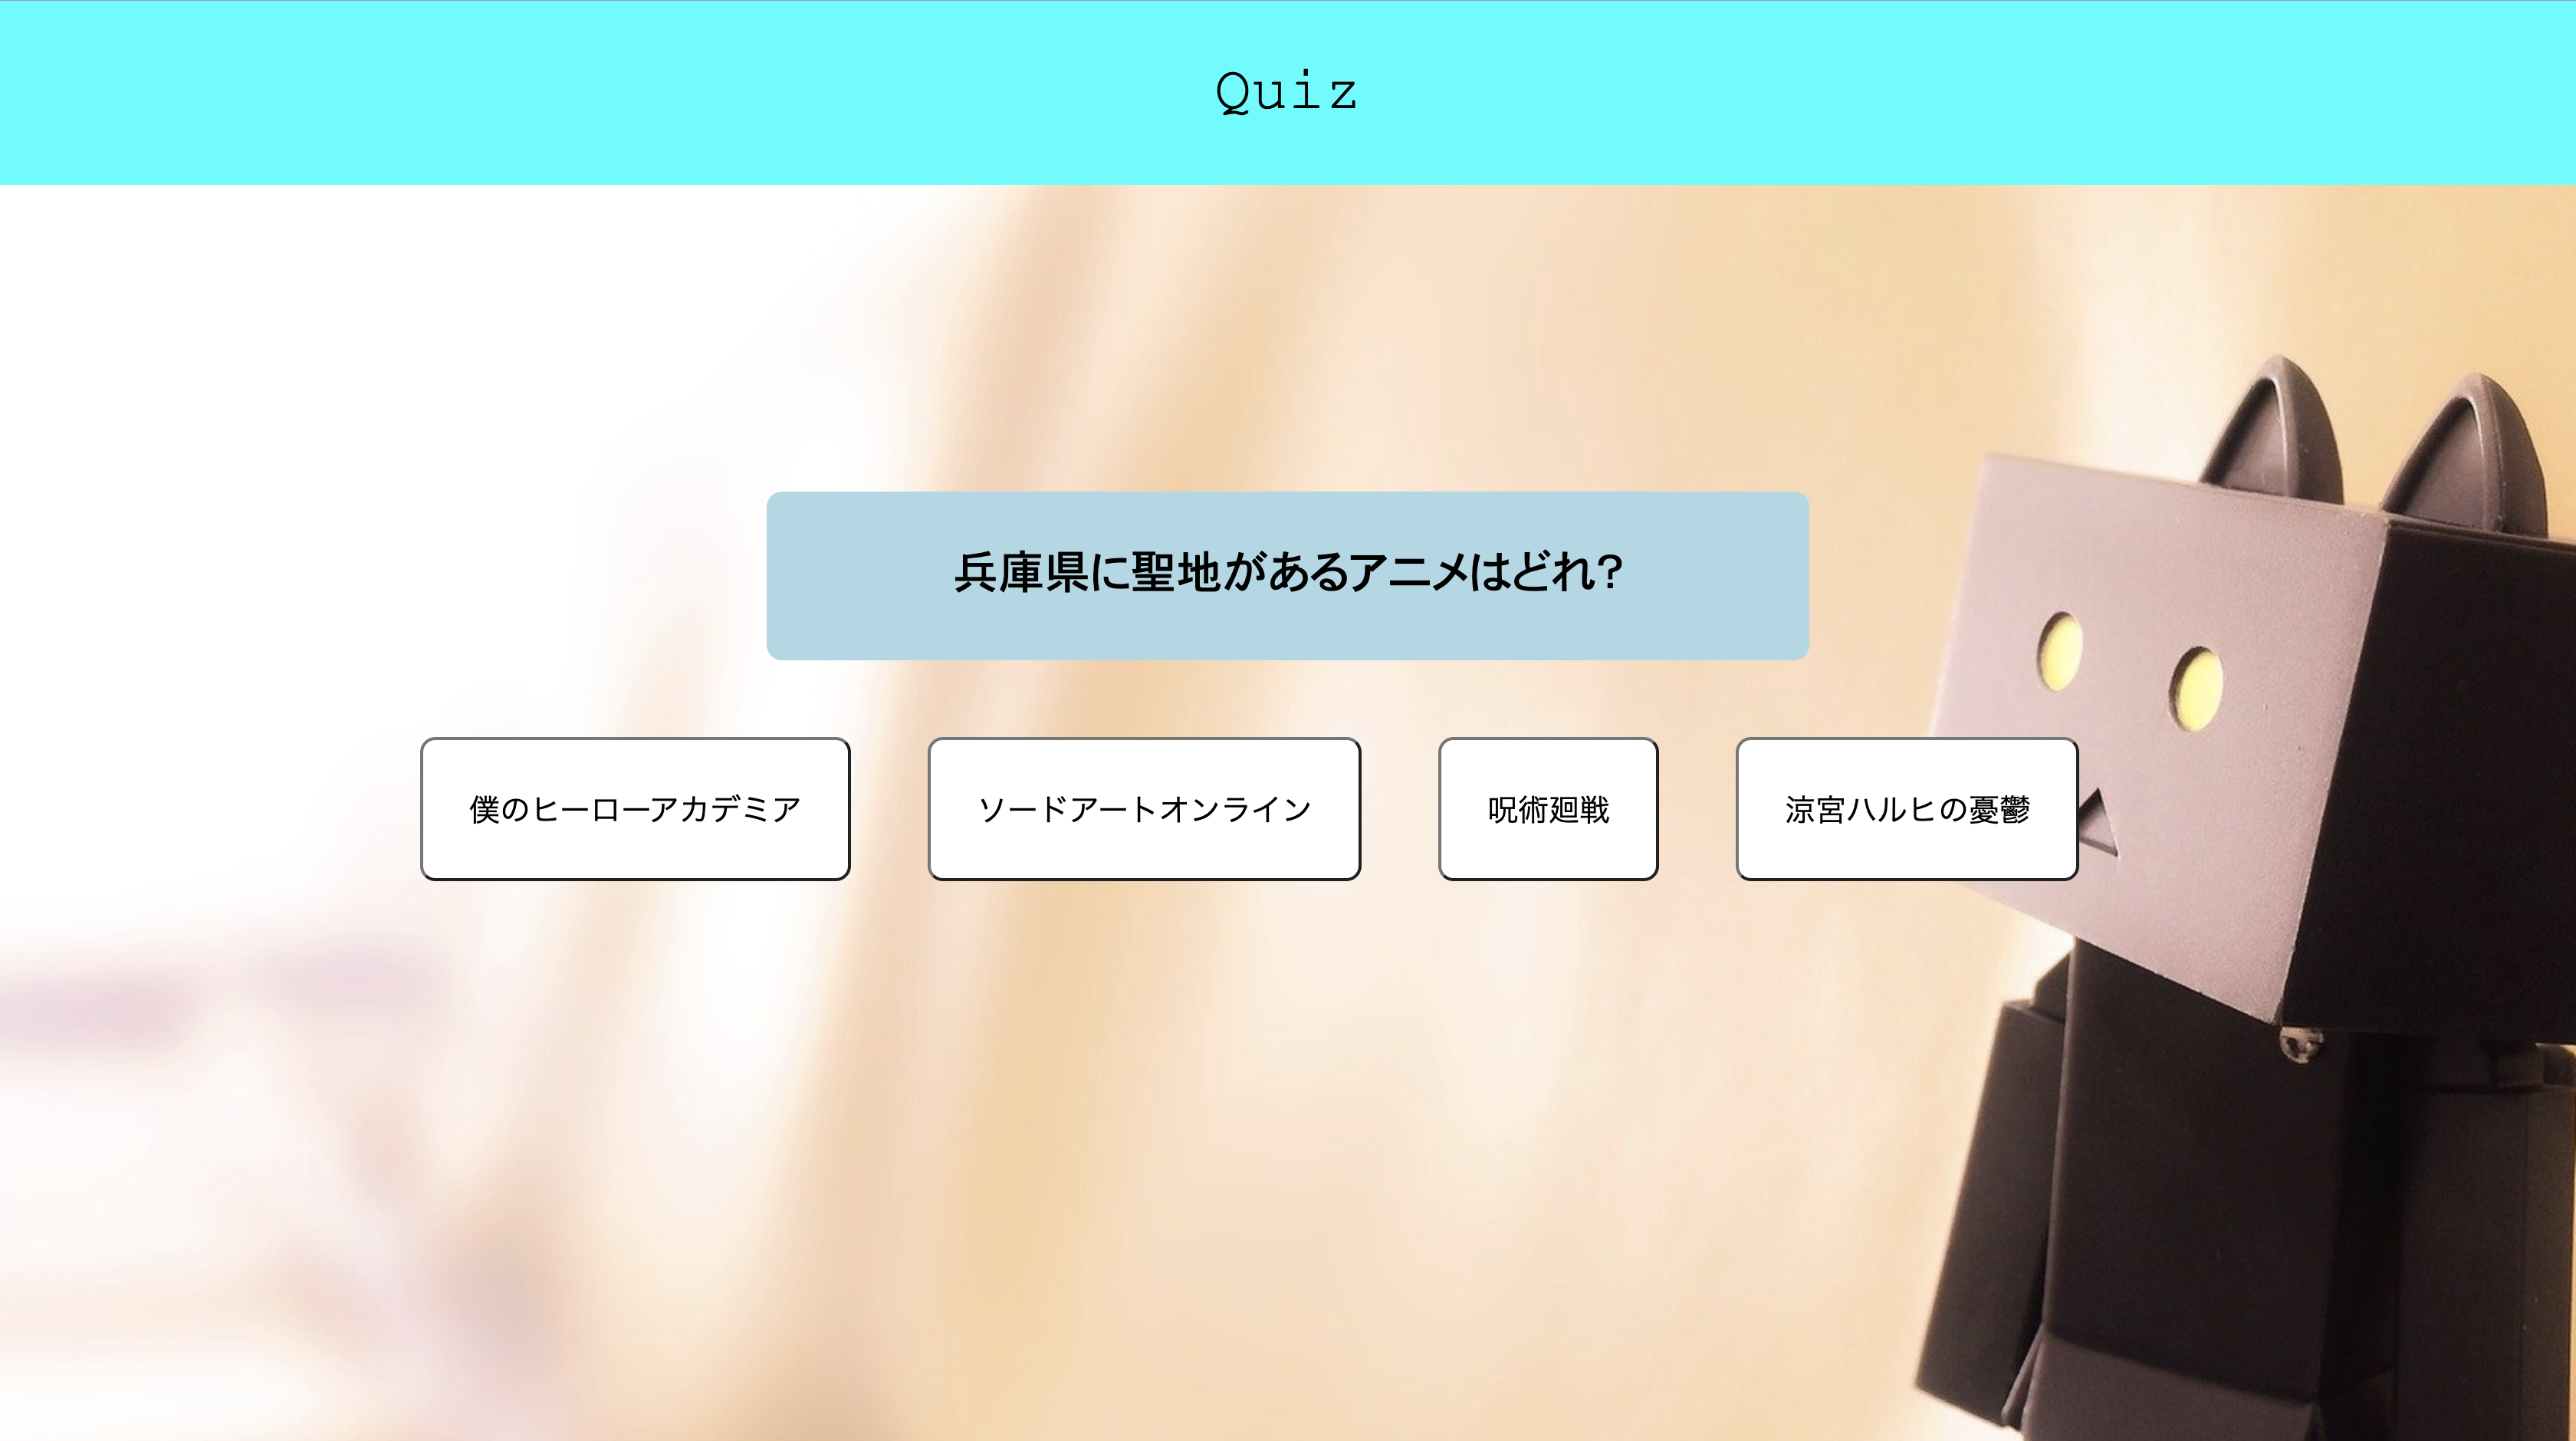 Quiz
兵庫県に聖地があるアニメはどれ?
僕のヒーローアカデミア
ソードアートオンライン
呪術廻戦
涼宮ハルヒの憂鬱